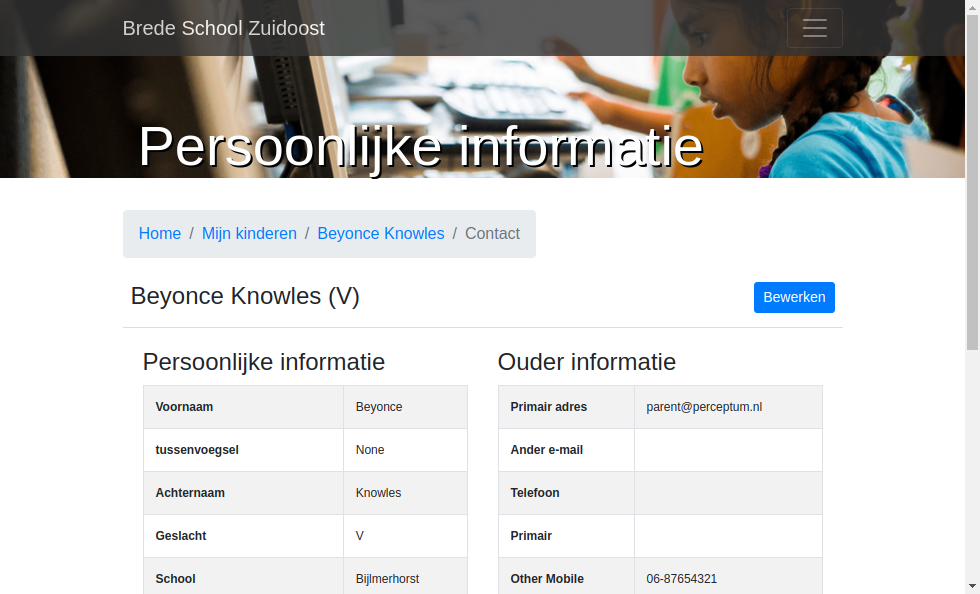 Brede School Zuidoost
Persoonlijke informatie
Home / Mijn kinderen / Beyonce Knowles / Contact
Beyonce Knowles (V)
Bewerken
Persoonlijke informatie
Voornaam Beyonce
tussenvoegsel None
Achternaam Knowles
Geslacht V
School Bijlmerhorst
Ouder informatie
Primair adres parent@perceptum.nl
Ander e-mail
Telefoon
Primair
Other Mobile 06-87654321